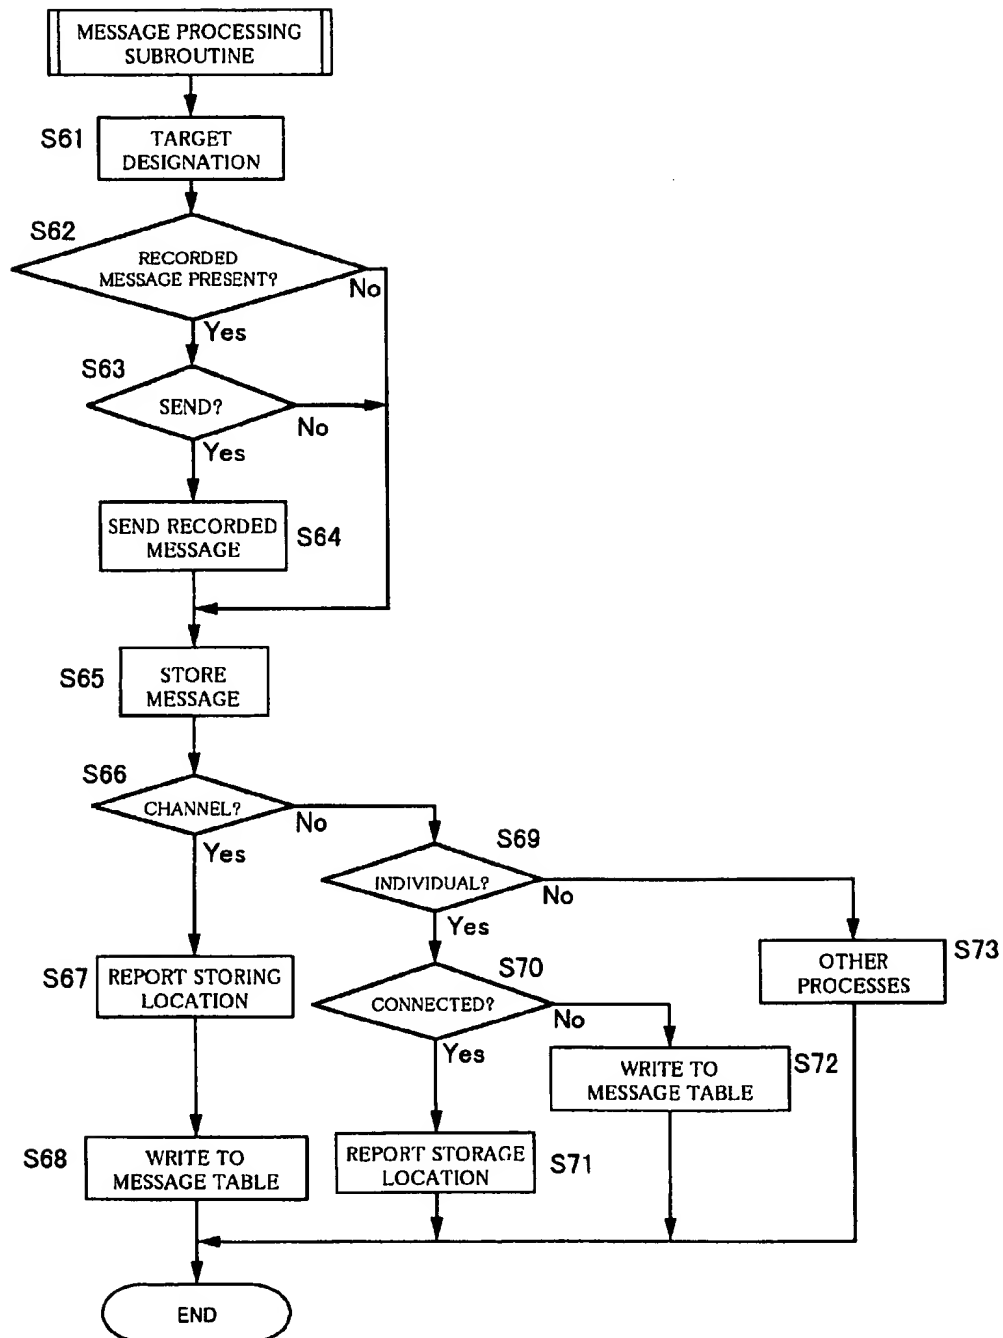 MESSAGE PROCESSING
SUBROUTINE
S61
TARGET
DESIGNATION
S62
RECORDED
MESSAGE PRESENT?
No
Yes
S63
SEND?
No
Yes
SEND RECORDED
MESSAGE
S64
S65
STORE
MESSAGE
S66
CHANNEL?
No
Yes
S69
INDIVIDUAL?
No
Yes
S67
REPORT STORING
LOCATION
S70
CONNECTED?
No
Yes
OTHER
PROCESSES
S73
WRITE TO
MESSAGE TABLE
S72
S68
WRITE TO
MESSAGE TABLE
REPORT STORAGE
LOCATION
S71
END